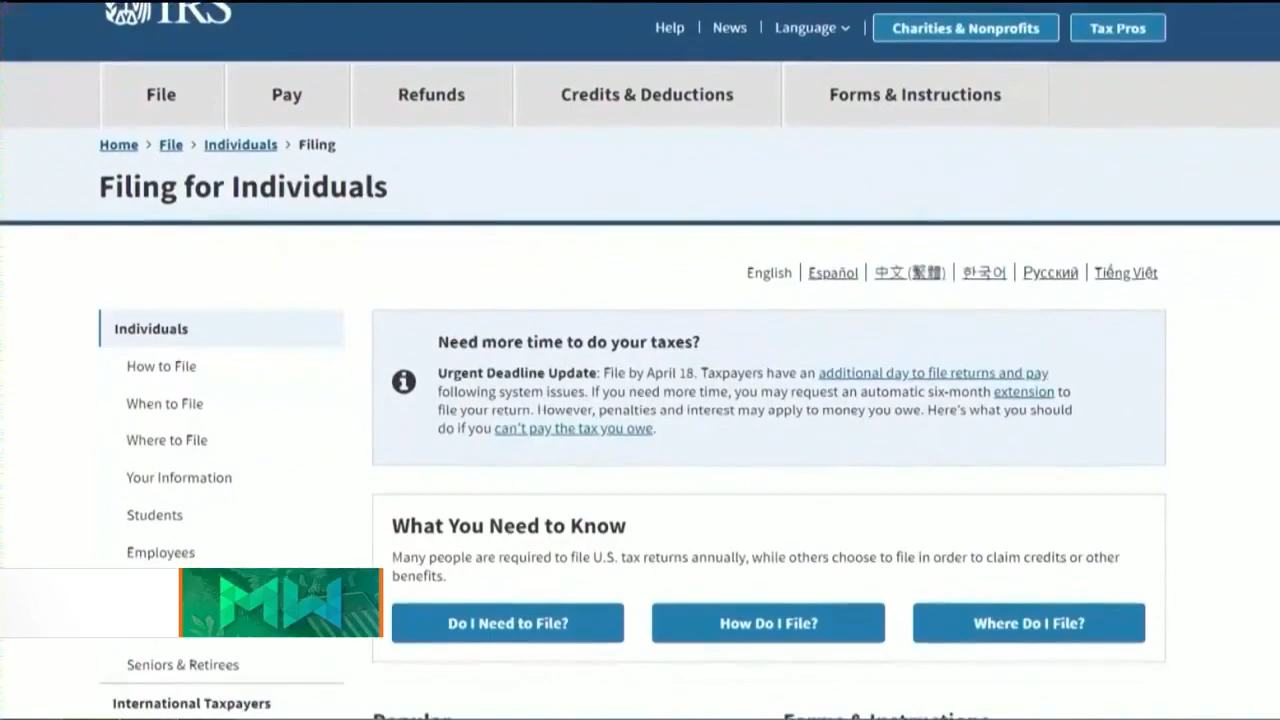 IRS
Help
News
Language
Charities & Nonprofits
Tax Pros
File
Pay
Refunds
Credits & Deductions
Forms & Instructions
Home > File > Individuals > Filing
Filing for Individuals
English | Español | 中文 (繁體) | 한국어 | Русский | Tiếng Việt
Individuals
How to File
When to File
Where to File
Your Information
Students
Employees
Seniors & Retirees
International Taxpayers
Need more time to do your taxes?
Urgent Deadline Update: File by April 18. Taxpayers have an additional day to file returns and pay
following system issues. If you need more time, you may request an automatic six-month extension to
file your return. However, penalties and interest may apply to money you owe. Here's what you should
do if you can't pay the tax you owe.
What You Need to Know
Many people are required to file U.S. tax returns annually, while others choose to file in order to claim credits or other
benefits.
Do I Need to File?
How Do I File?
Where Do I File?
MW
Popular
Forms & Instructions